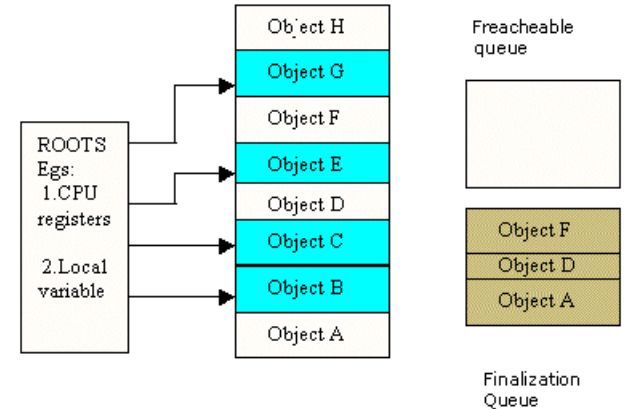 ROOTS
Egs:
1.CPU
registers
2.Local
variable
Object H
Object G
Object F
Object E
Object D
Object C
Object B
Object A
Freacheable
queue
Object F
Object D
Object A
Finalization
Queue